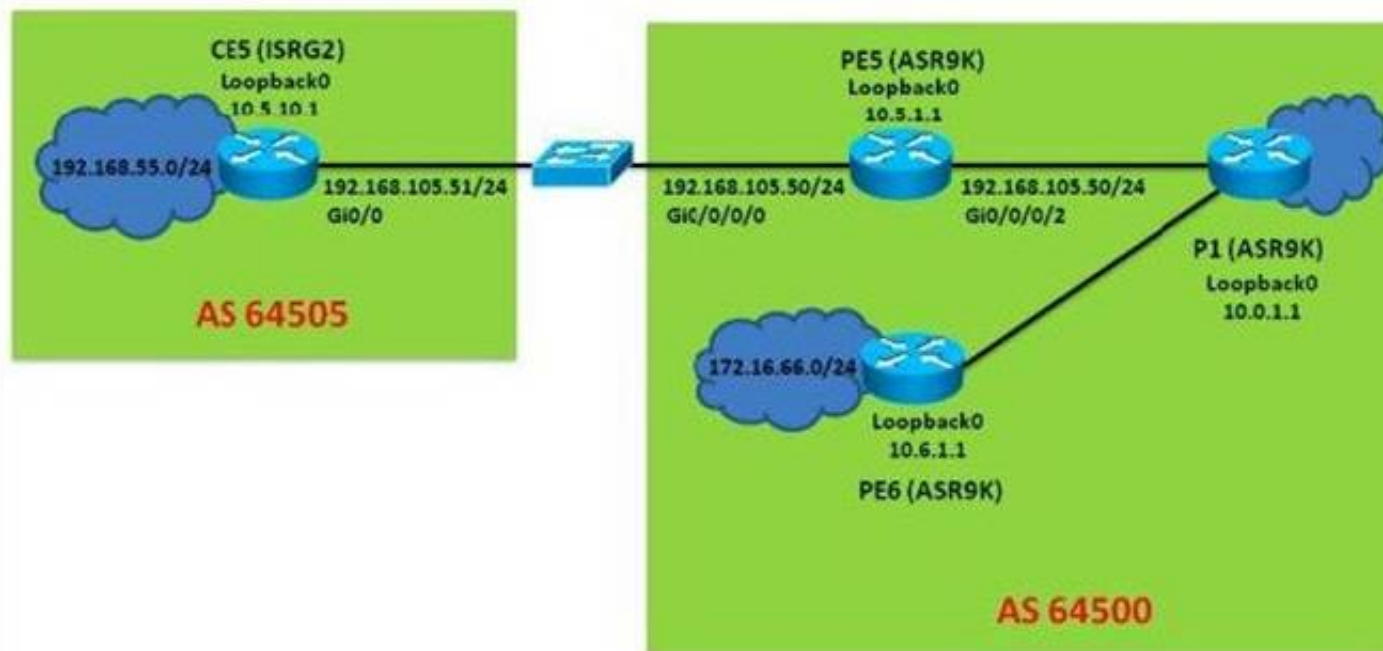 CE5 (ISRG2)
Loopback0
10.5.10.1
192.168.55.0/24
192.168.105.51/24
Gi0/0
AS 64505
PE5 (ASR9K)
Loopback0
10.5.1.1
192.168.105.50/24
Gi0/0/0/0
192.168.105.50/24
Gi0/0/0/2
P1 (ASR9K)
Loopback0
10.0.1.1
172.16.66.0/24
Loopback0
10.6.1.1
PE6 (ASR9K)
AS 64500